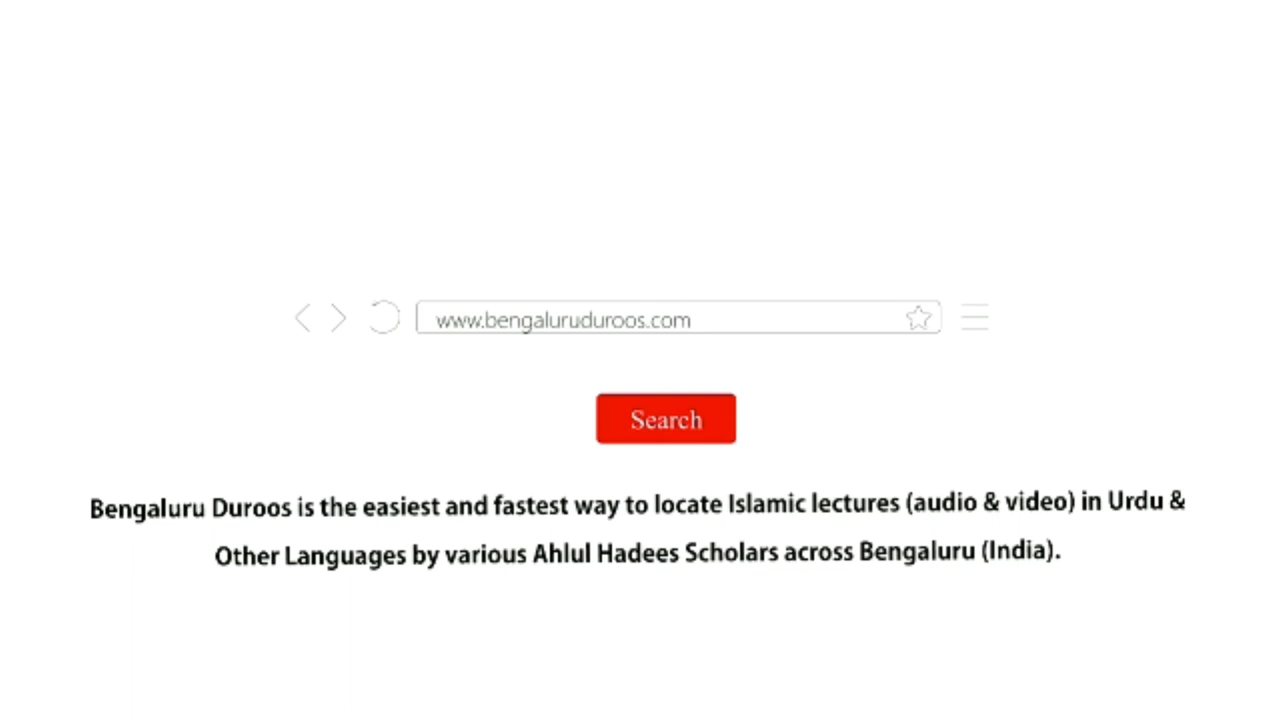 www.bengaluruduroos.com
Search
Bengaluru Duroos is the easiest and fastest way to locate Islamic lectures (audio & video) in Urdu &
Other Languages by various Ahlul Hadees Scholars across Bengaluru (India).